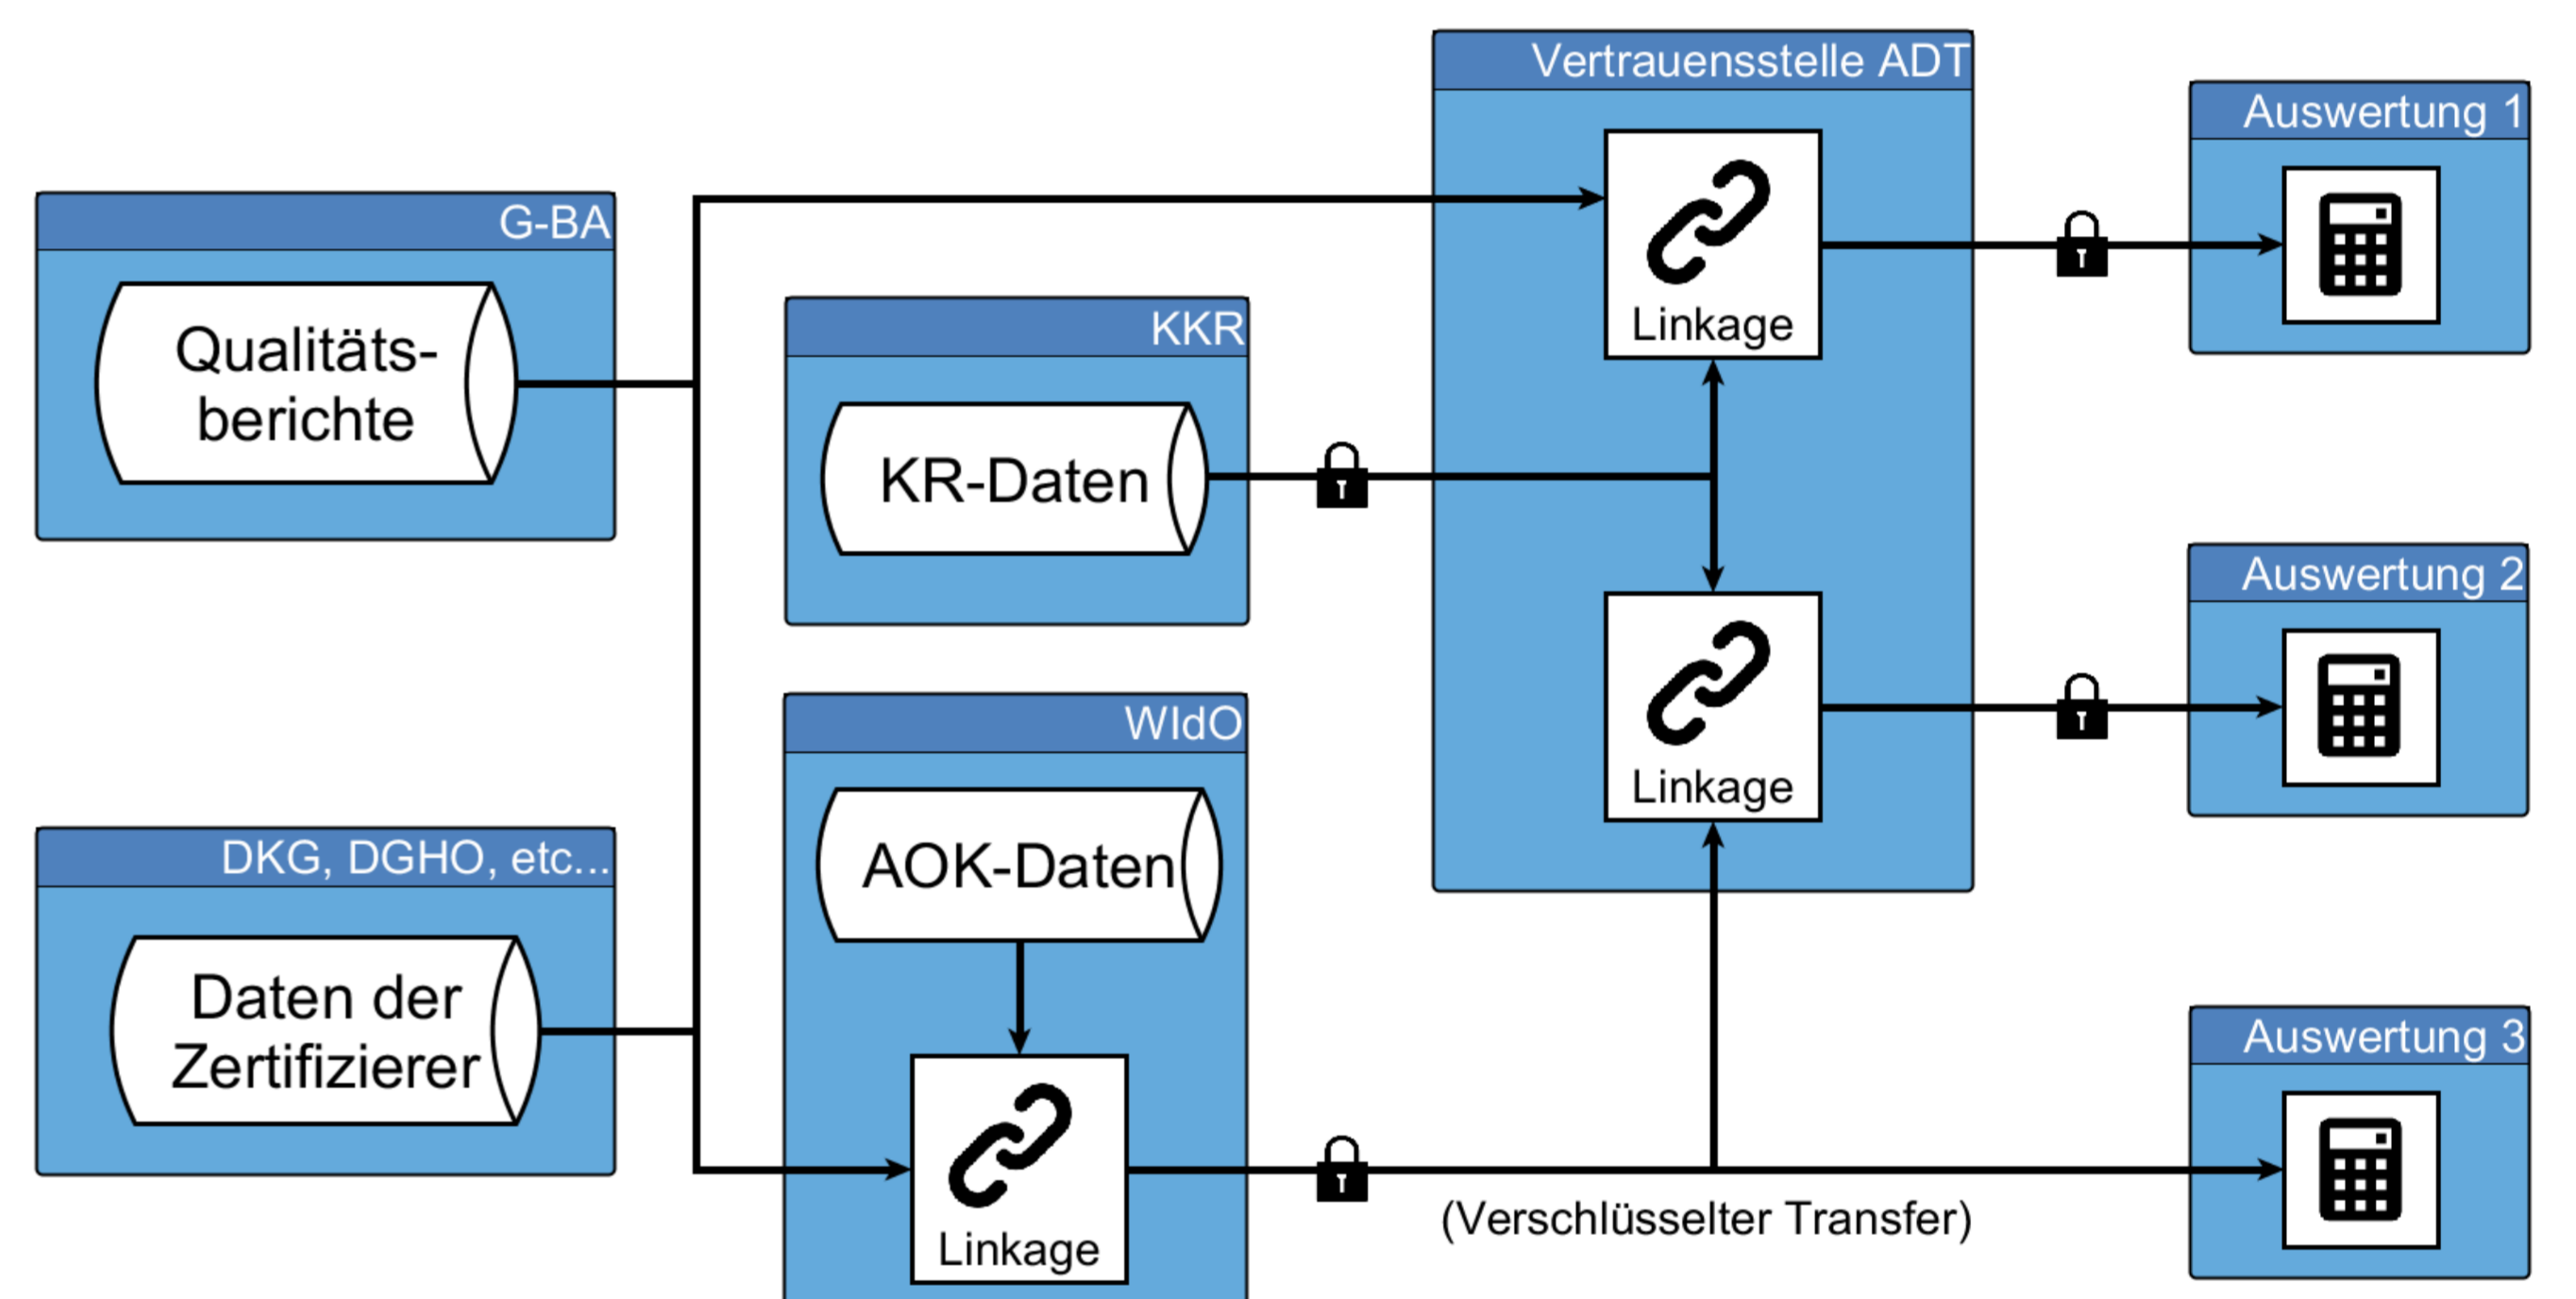 Vertrauensstelle ADT
Linkage
Linkage
Auswertung 1
G-BA
Qualitäts-
berichte
KKR
KR-Daten
Auswertung 2
WIdO
AOK-Daten
Linkage
DKG, DGHO, etc...
Daten der
Zertifizierer
Auswertung 3
(Verschlüsselter Transfer)